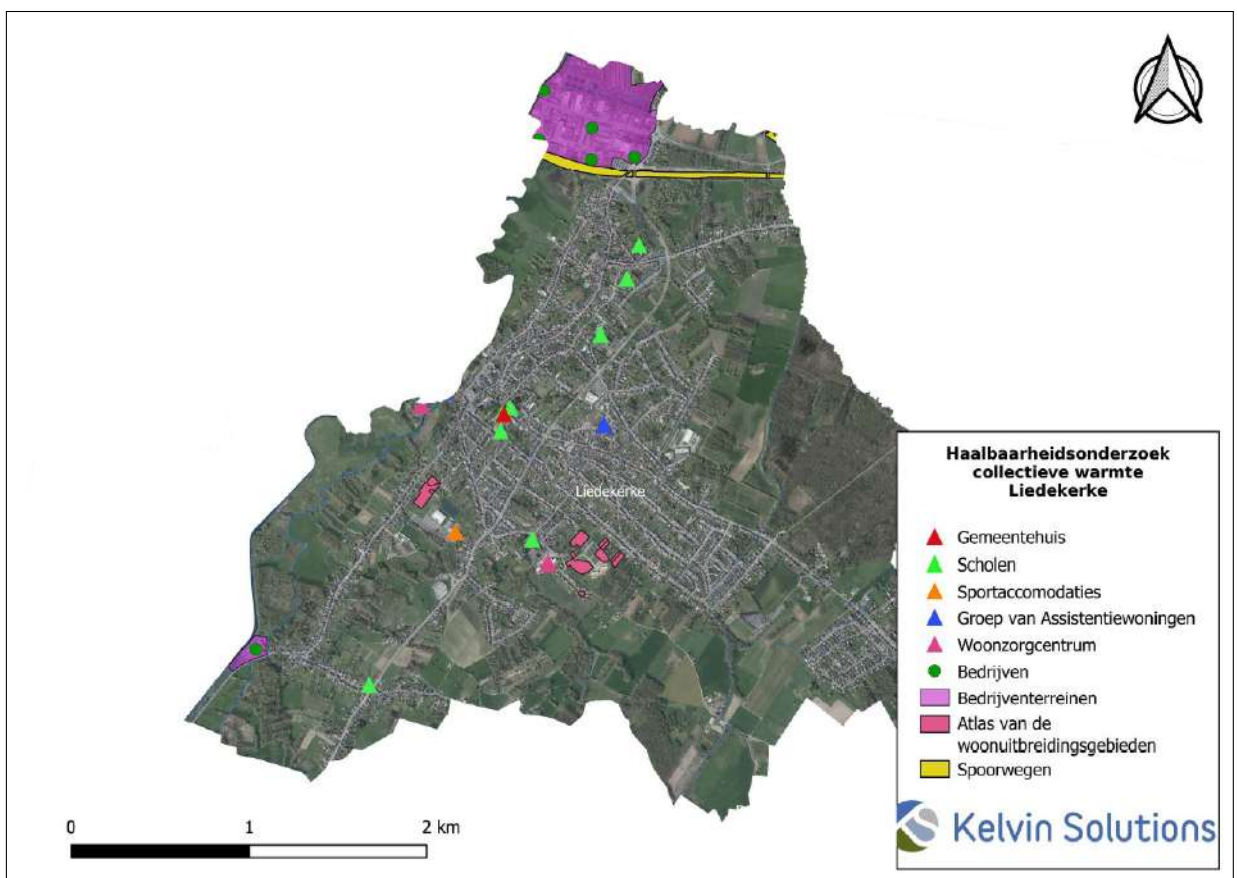 Liedekerke
Haalbaarheidsonderzoek
collectieve warmte
Liedekerke
Gemeentehuis
Scholen
Sportaccomodaties
Groep van Assistentiewoningen
Woonzorgcentrum
Bedrijven
Bedrijventerreinen
Atlas van de
woonuitbreidingsgebieden
Spoorwegen
Kelvin Solutions
0 1 2 km